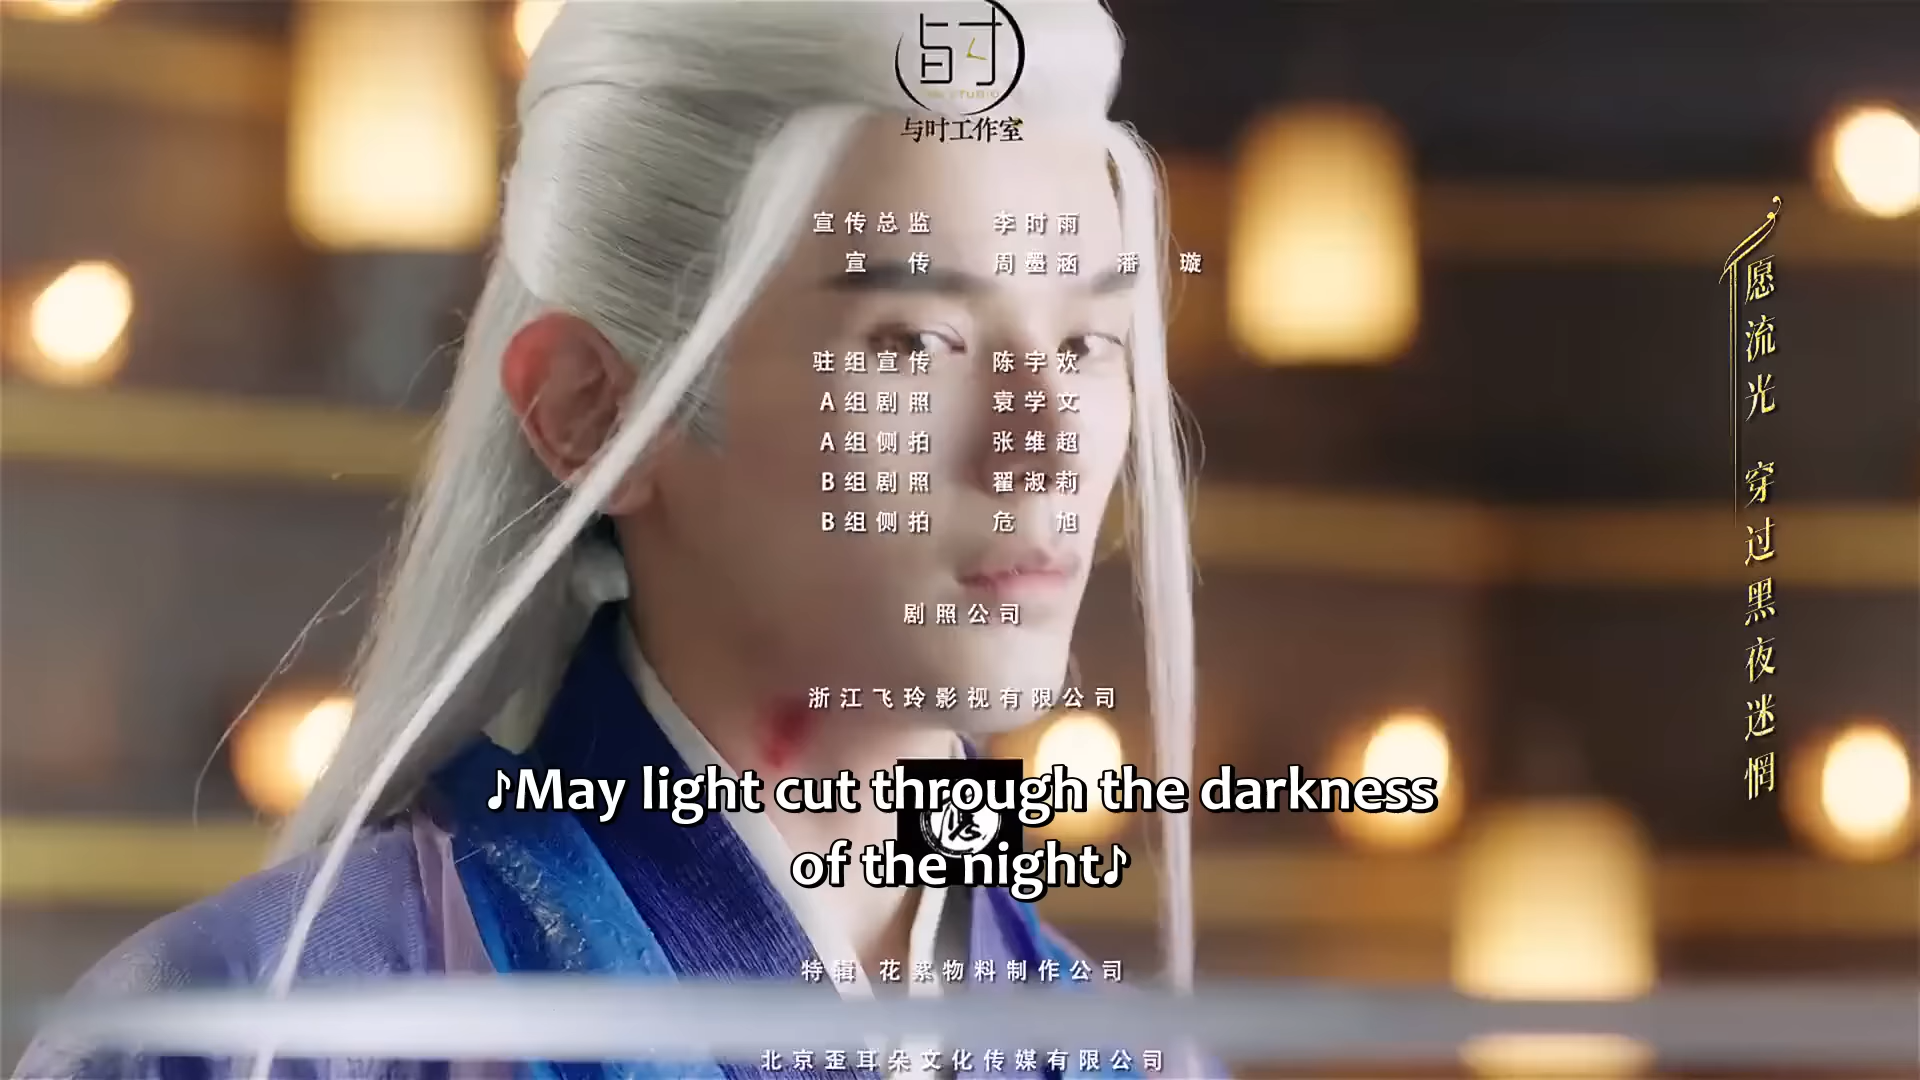 与时
与时工作室
宣传总监 李时雨
宣 传 周墨涵 潘 璇
驻组宣传 陈宇欢
A组剧照 袁学文
A组侧拍 张维超
B组剧照 翟淑莉
B组侧拍 危 旭
剧照公司
浙江飞玲影视有限公司
♪May light cut through the darkness
of the night♪
特辑 花絮物料制作公司
北京歪耳朵文化传媒有限公司
愿流光 穿过黑夜迷惘